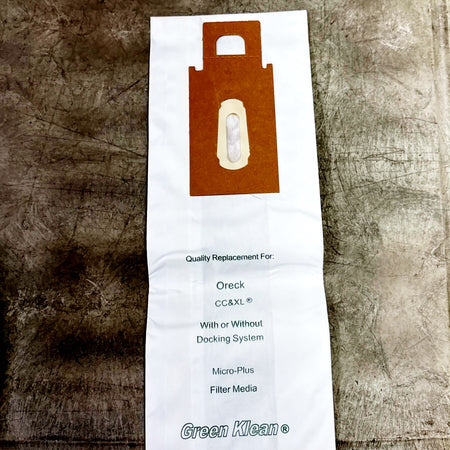 Quality Replacement For:
Oreck
CC&XL®
With or Without
Docking System
Micro-Plus
Filter Media
Green Klean®